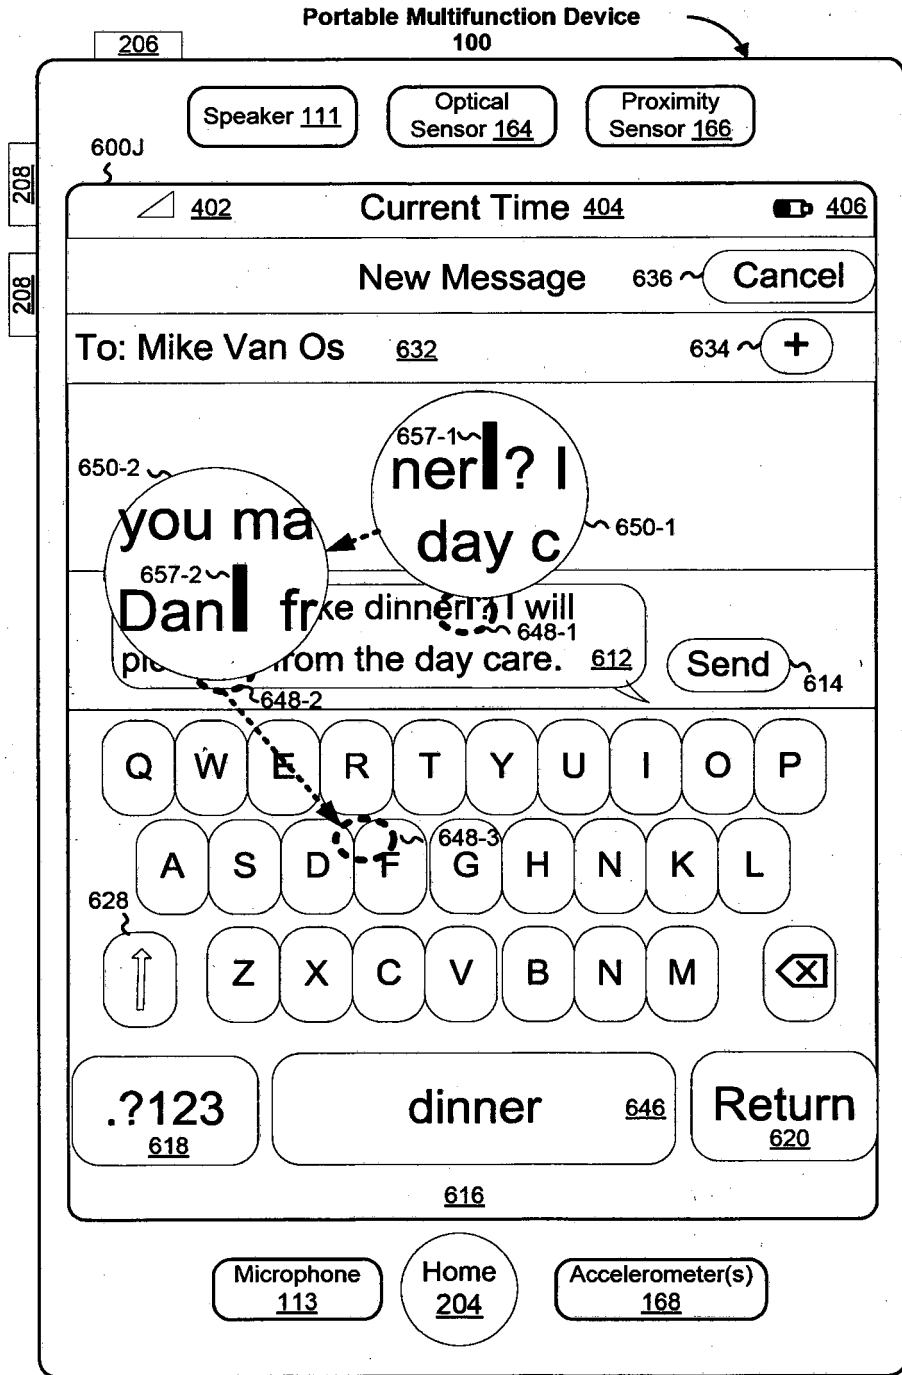 Portable Multifunction Device
100
206
Speaker 111
Optical
Sensor 164
Proximity
Sensor 166
600J
208
208
402
Current Time 404
406
New Message
636
Cancel
To: Mike Van Os
632
634
+
657-1
ner ? I
day c
650-1
650-2
you ma
657-2
Dan fr
ke dinner ? I will
648-1
from the day care.
612
Send
614
648-2
Q W E R T Y U I O P
648-3
A S D F G H N K L
628
Z X C V B N M
.?123
618
dinner
646
Return
620
616
Microphone
113
Home
204
Accelerometer(s)
168